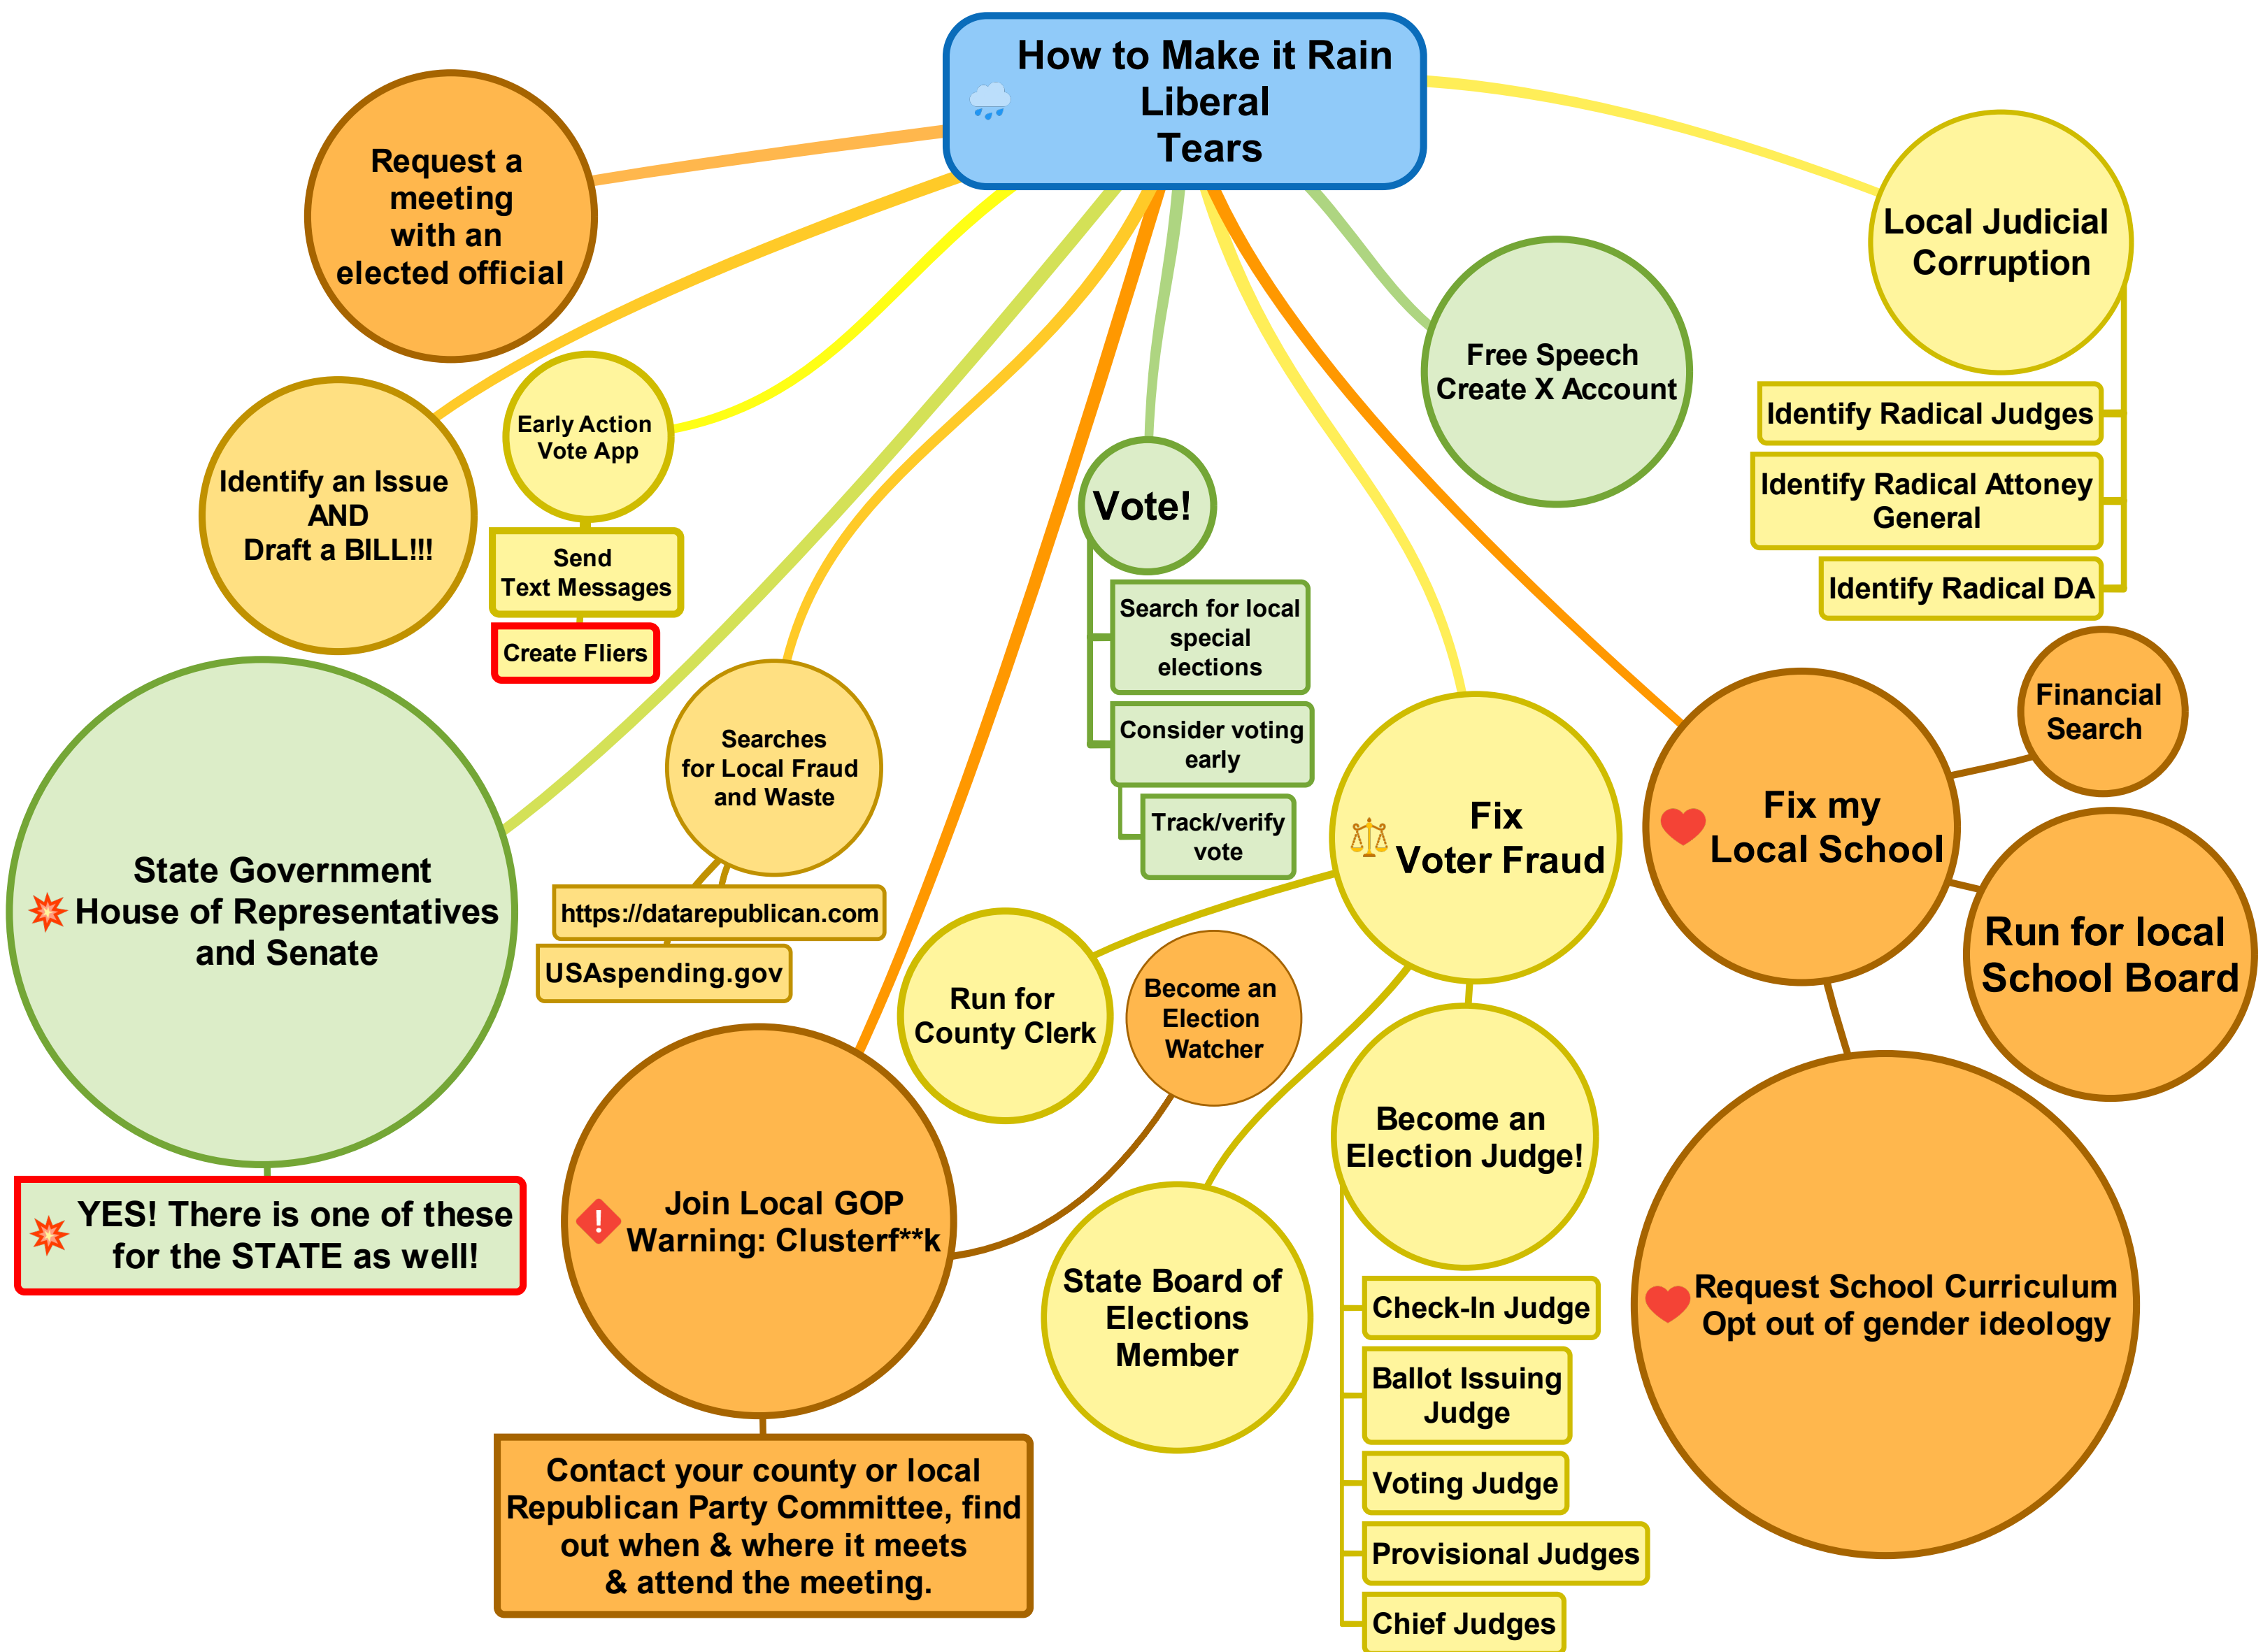 How to Make it Rain
Liberal
Tears
Request a
meeting
with an
elected official
Identify an Issue
AND
Draft a BILL!!!
Early Action
Vote App
Send
Text Messages
Create Fliers
State Government
House of Representatives
and Senate
YES! There is one of these
for the STATE as well!
Searches
for Local Fraud
and Waste
https://datarepublican.com
USAspending.gov
Join Local GOP
Warning: Clusterf**k
Contact your county or local
Republican Party Committee, find
out when & where it meets
& attend the meeting.
Become an
Election
Watcher
Vote!
Search for local
special
elections
Consider voting
early
Track/verify
vote
Fix
Voter Fraud
Run for
County Clerk
State Board of
Elections
Member
Become an
Election Judge!
Check-In Judge
Ballot Issuing
Judge
Voting Judge
Provisional Judges
Chief Judges
Fix my
Local School
Financial
Search
Run for local
School Board
Request School Curriculum
Opt out of gender ideology
Free Speech
Create X Account
Local Judicial
Corruption
Identify Radical Judges
Identify Radical Attoney
General
Identify Radical DA